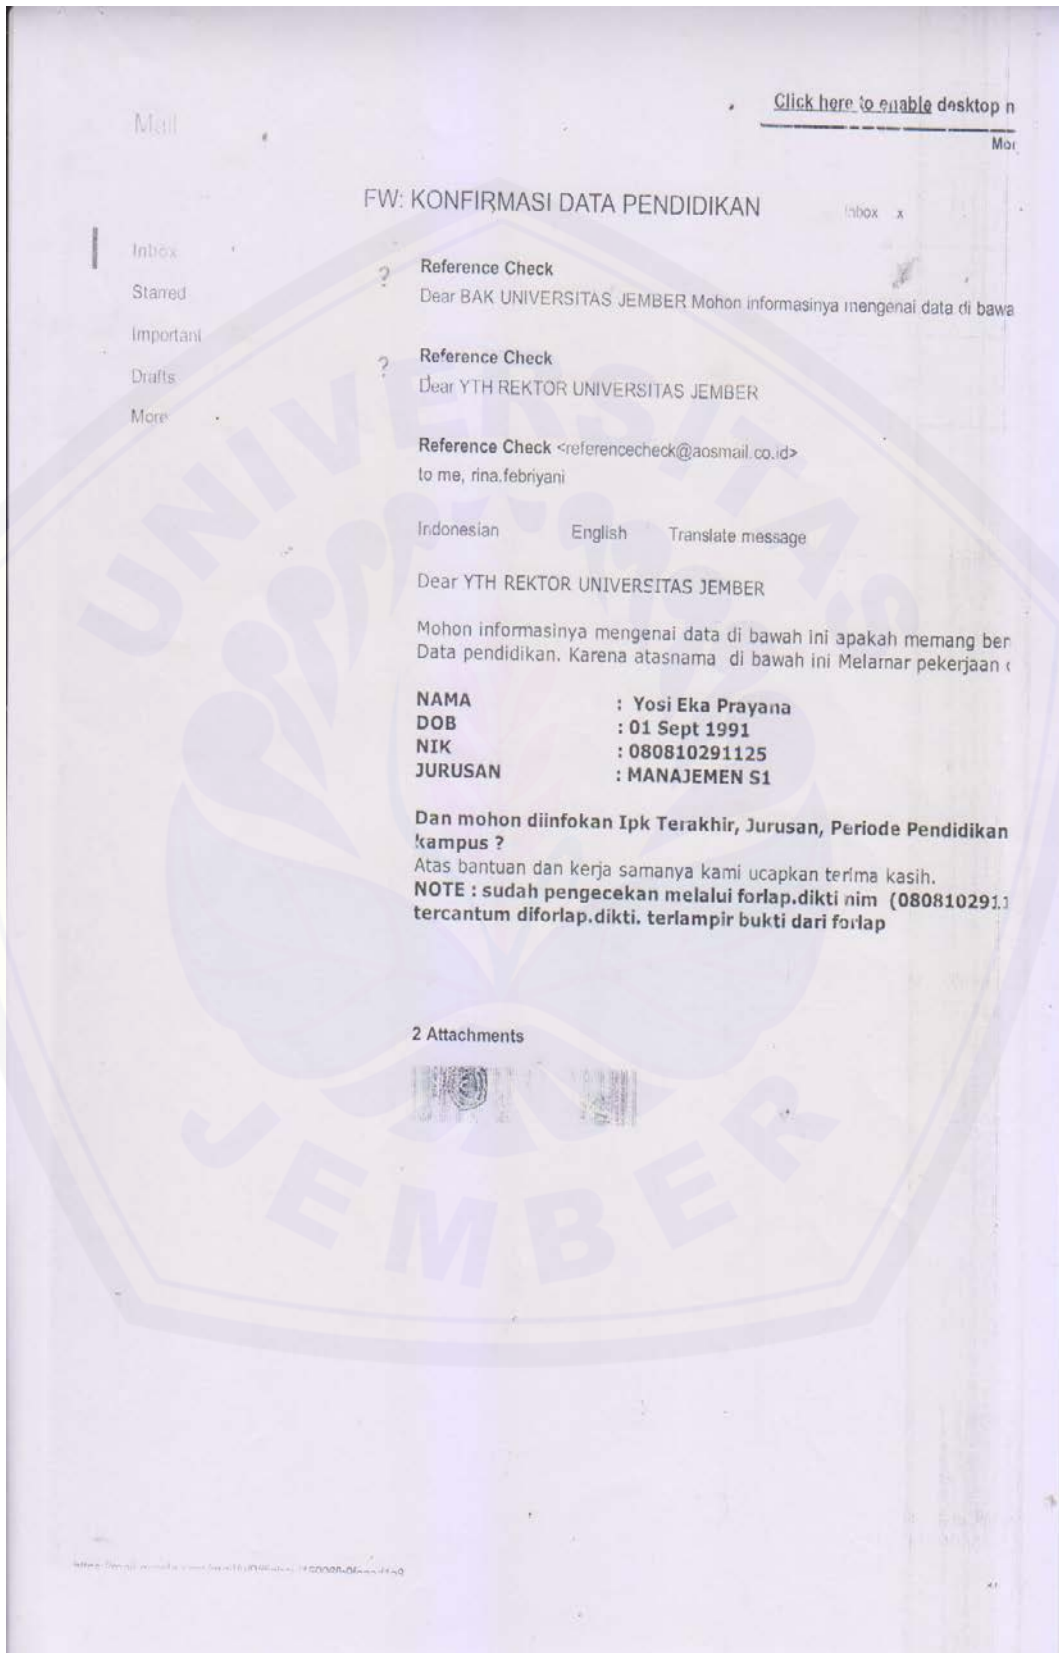 Click here to enable desktop n
Mail
Mor
FW: KONFIRMASI DATA PENDIDIKAN
Inbox x
Inbox
Starred
Important
Drafts
More
?
Reference Check
Dear BAK UNIVERSITAS JEMBER Mohon informasinya mengenai data di bawa
?
Reference Check
Dear YTH REKTOR UNIVERSITAS JEMBER
Reference Check <referencecheck@aosmail.co.id>
to me, rina.febriyani
Indonesian English Translate message
Dear YTH REKTOR UNIVERSITAS JEMBER
Mohon informasinya mengenai data di bawah ini apakah memang ber
Data pendidikan. Karena atasnama di bawah ini Melamar pekerjaan
NAMA : Yosi Eka Prayana
DOB : 01 Sept 1991
NIK : 080810291125
JURUSAN : MANAJEMEN S1
Dan mohon diinfokan Ipk Terakhir, Jurusan, Periode Pendidikan
kampus ?
Atas bantuan dan kerja samanya kami ucapkan terima kasih.
NOTE : sudah pengecekan melalui forlap.dikti nim (080810291.1
tercantum diforlap.dikti. terlampir bukti dari forlap
2 Attachments
UNIVERSITAS
JEMBER